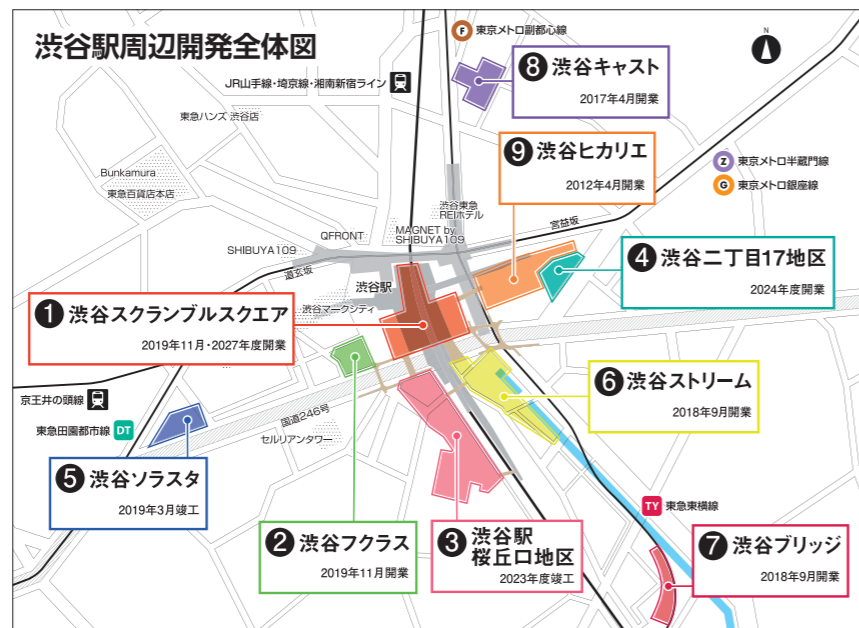 渋谷駅周辺開発全体図
F 東京メトロ副都心線
N
JR山手線・埼京線・湘南新宿ライン
8 渋谷キャスト
2017年4月開業
東急ハンズ 渋谷店
9 渋谷ヒカリエ
2012年4月開業
Z 東京メトロ半蔵門線
G 東京メトロ銀座線
Bunkamura
東急百貨店本店
渋谷東急
REIホテル
宮益坂
MAGNET by
SHIBUYA109
QFRONT
SHIBUYA109
道玄坂
4 渋谷二丁目17地区
2024年度開業
渋谷駅
渋谷マークシティ
1 渋谷スクランブルスクエア
2019年11月・2027年度開業
6 渋谷ストリーム
2018年9月開業
京王井の頭線
国道246号
東急田園都市線 DT
セルリアンタワー
5 渋谷ソラスタ
2019年3月竣工
TY 東急東横線
2 渋谷フクラス
2019年11月開業
3 渋谷駅
桜丘口地区
2023年度竣工
7 渋谷ブリッジ
2018年9月開業